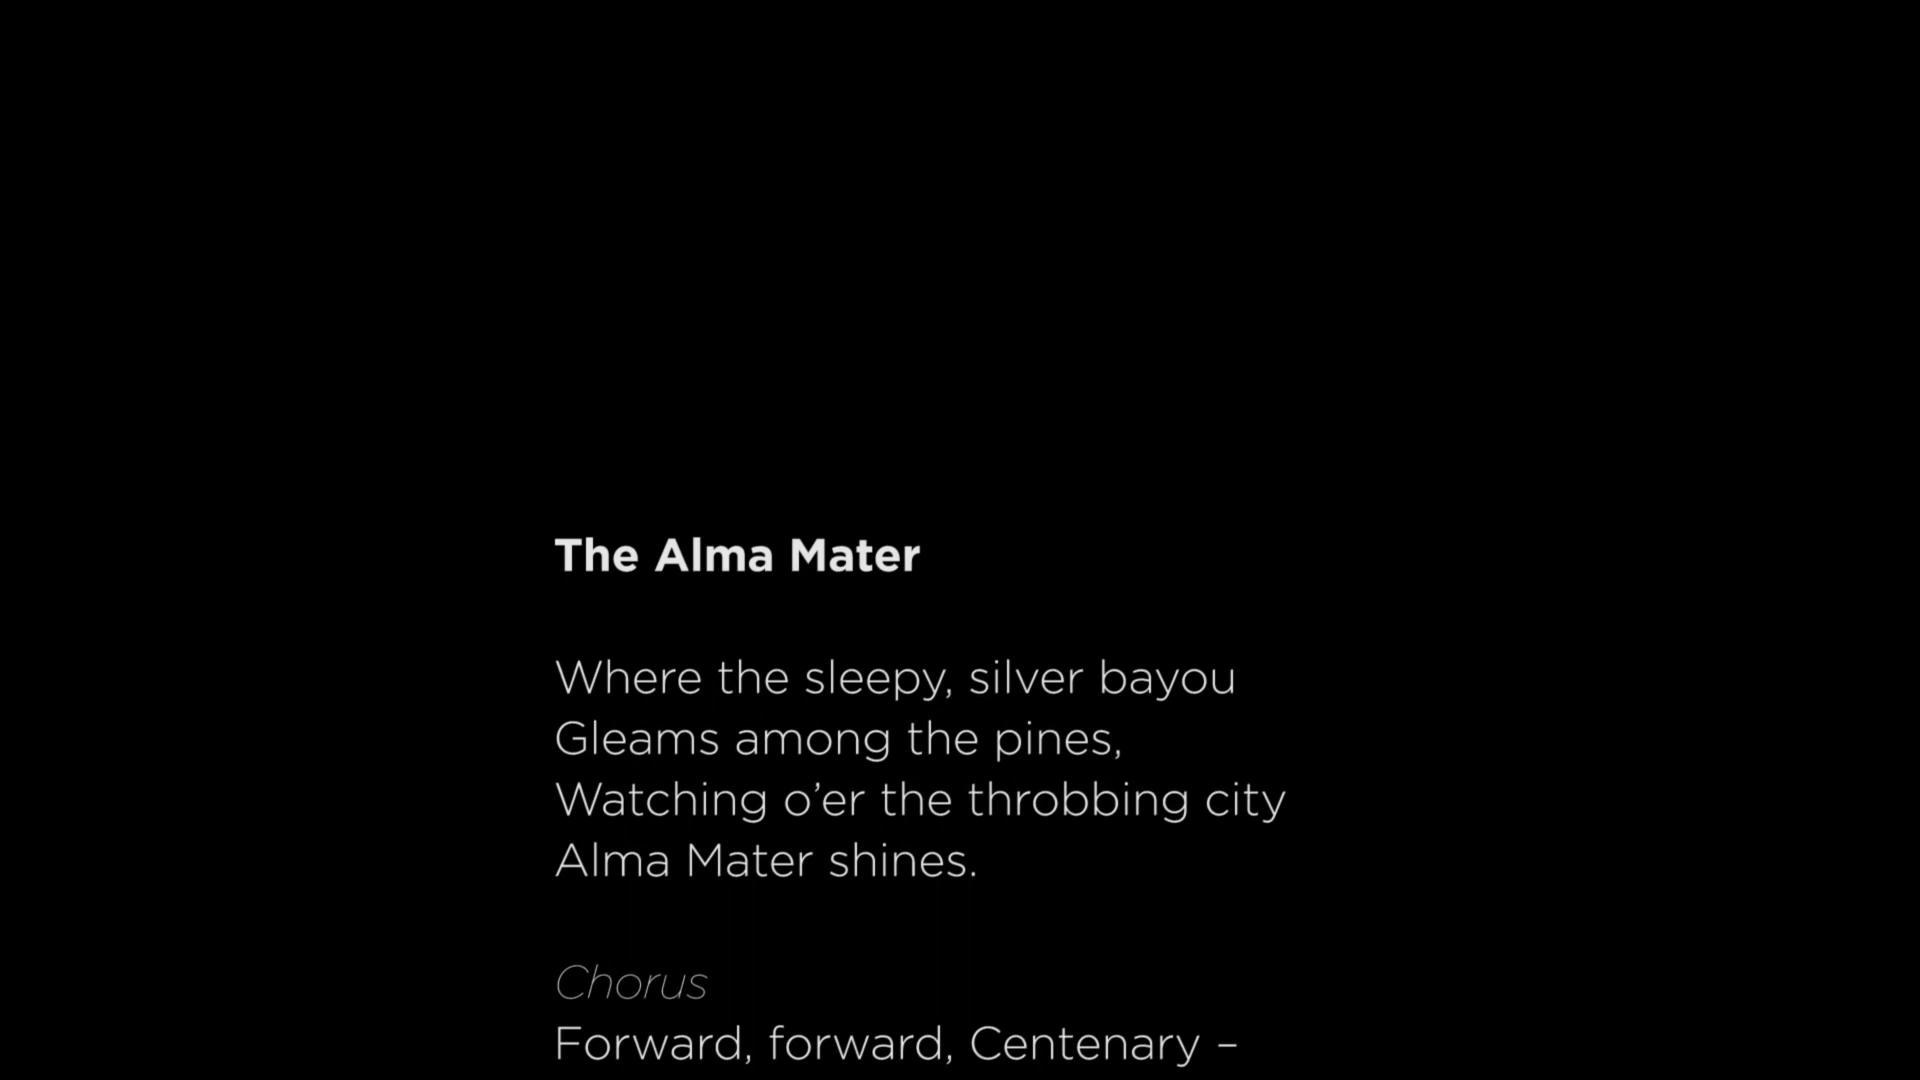 The Alma Mater
Where the sleepy, silver bayou
Gleams among the pines,
Watching o’er the throbbing city
Alma Mater shines.
Chorus
Forward, forward, Centenary –